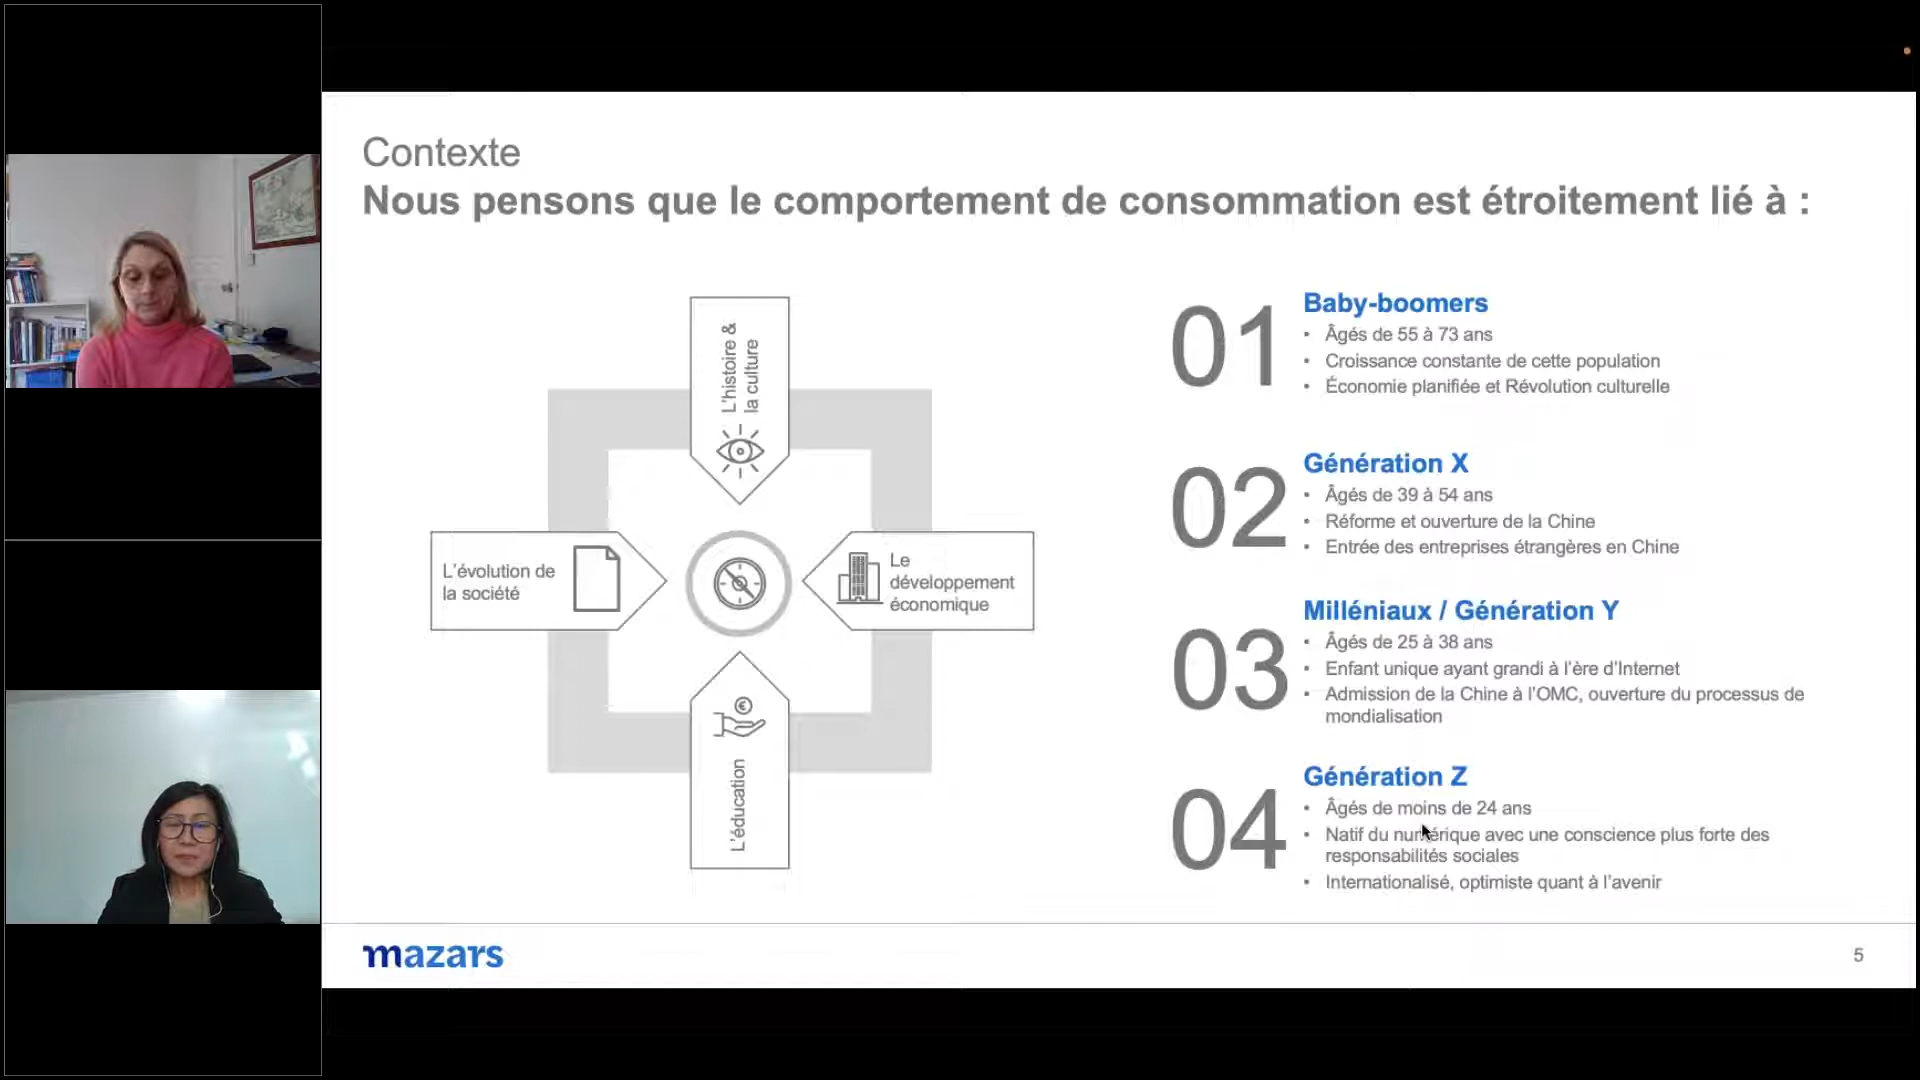 Contexte
Nous pensons que le comportement de consommation est étroitement lié à :
L'histoire &
la culture
L'évolution de
la société
Le
développement
économique
€
L'éducation
01
Baby-boomers
• Âgés de 55 à 73 ans
• Croissance constante de cette population
• Économie planifiée et Révolution culturelle
02
Génération X
• Âgés de 39 à 54 ans
• Réforme et ouverture de la Chine
• Entrée des entreprises étrangères en Chine
03
Milléniaux / Génération Y
• Âgés de 25 à 38 ans
• Enfant unique ayant grandi à l'ère d'Internet
• Admission de la Chine à l'OMC, ouverture du processus de
mondialisation
04
Génération Z
• Âgés de moins de 24 ans
• Natif du numérique avec une conscience plus forte des
responsabilités sociales
• Internationalisé, optimiste quant à l'avenir
mazars
5